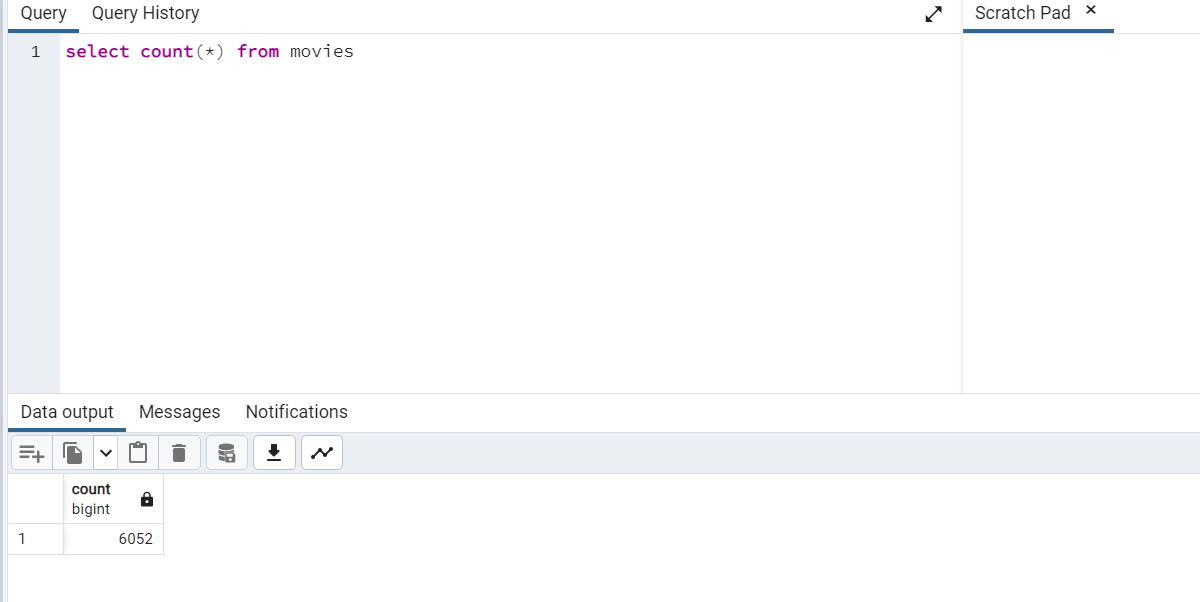 Query Query History Scratch Pad ×
1 select count(*) from movies
Data output Messages Notifications
count
bigint
1 6052